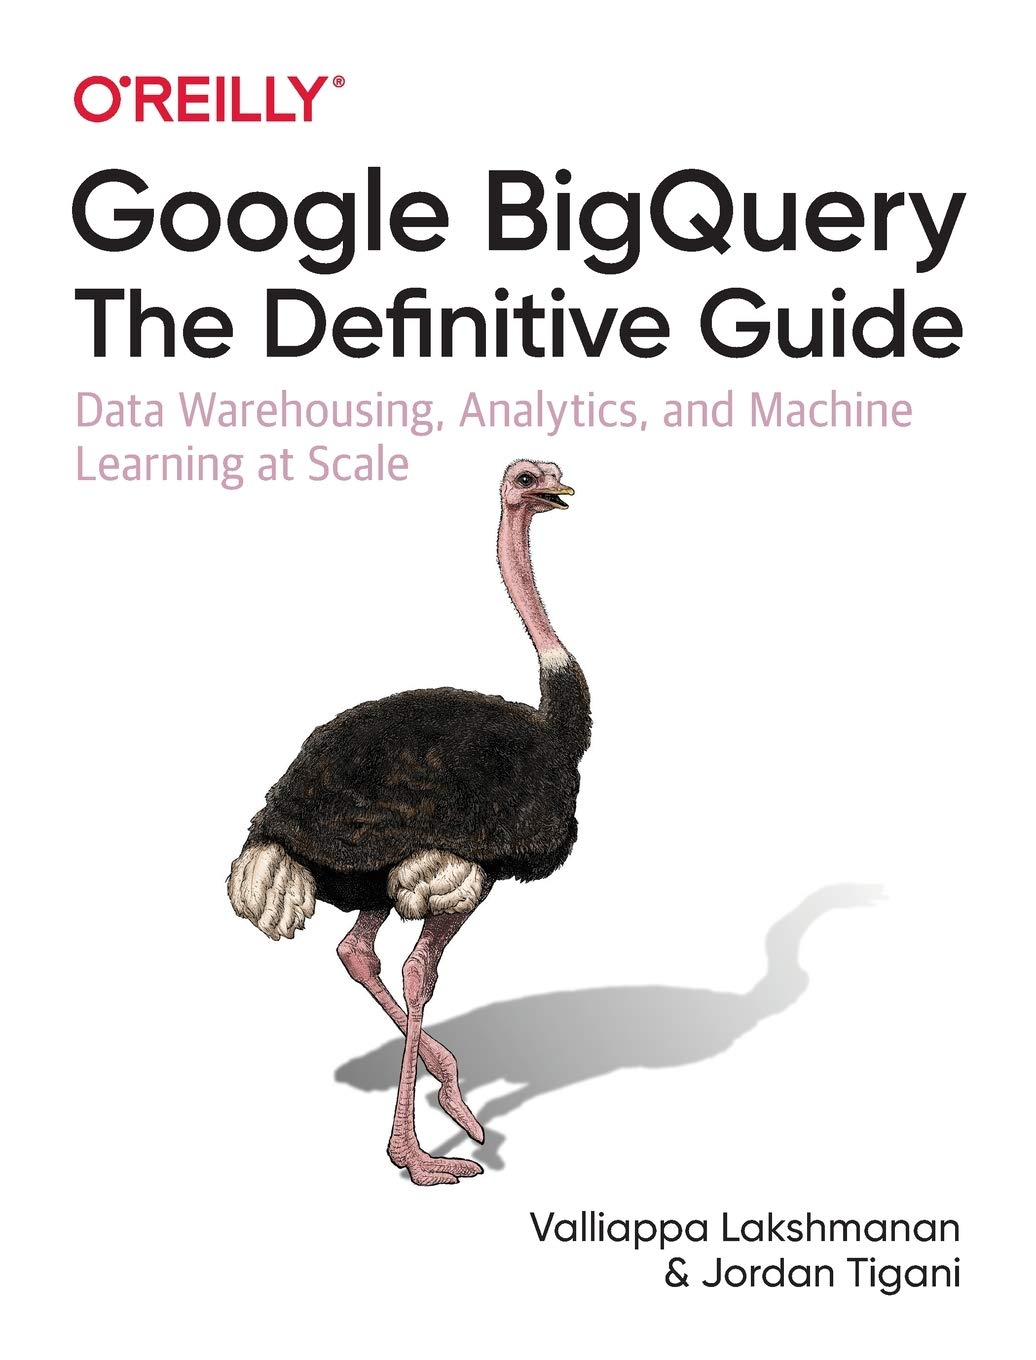 O'REILLY®
Google BigQuery
The Definitive Guide
Data Warehousing, Analytics, and Machine
Learning at Scale
Valliappa Lakshmanan
& Jordan Tigani